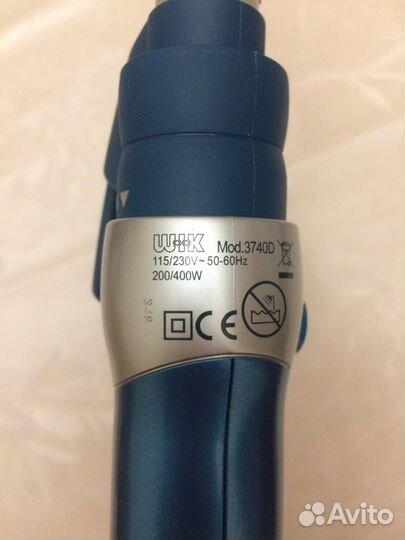 WIK Mod.3740D
115/230V~50-60Hz
200/400W
CE
Avito